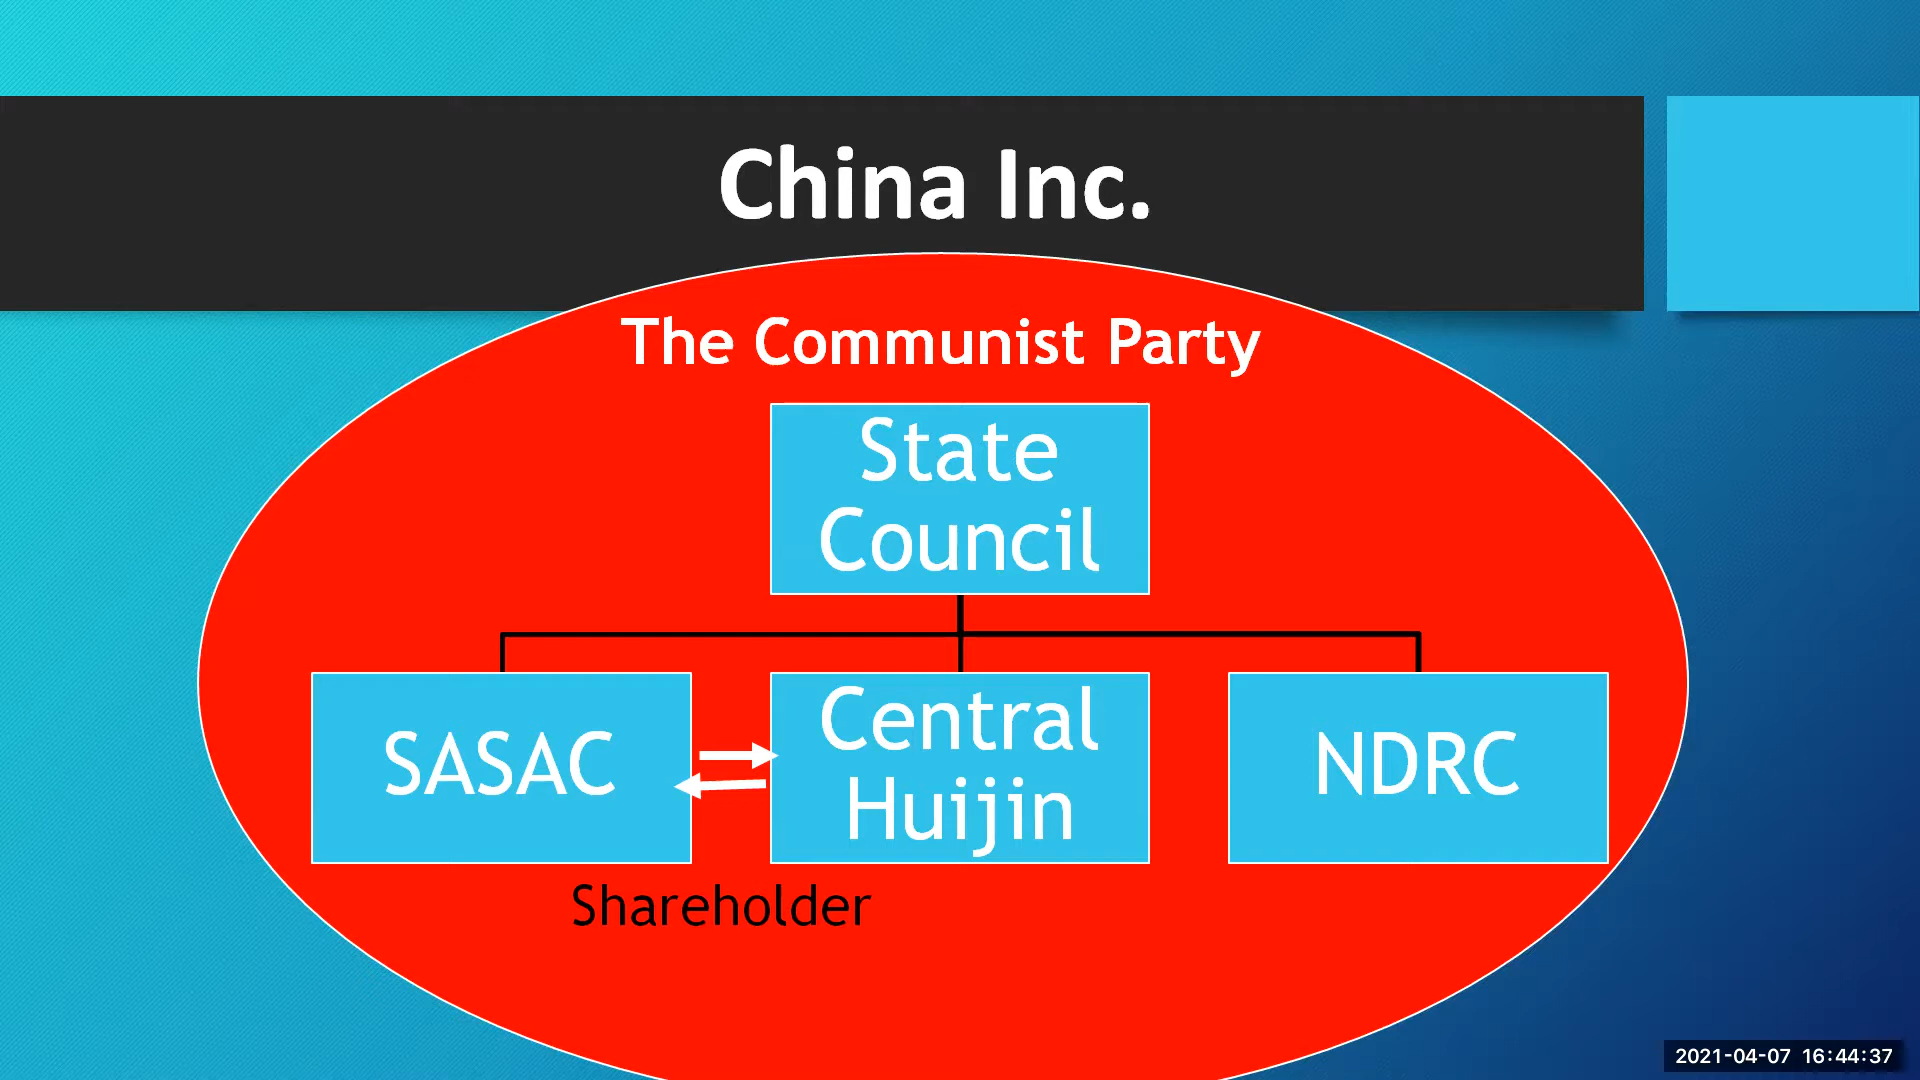 China Inc.
The Communist Party
State
Council
SASAC
Central
Huijin
NDRC
Shareholder
2021-04-07 16:44:37